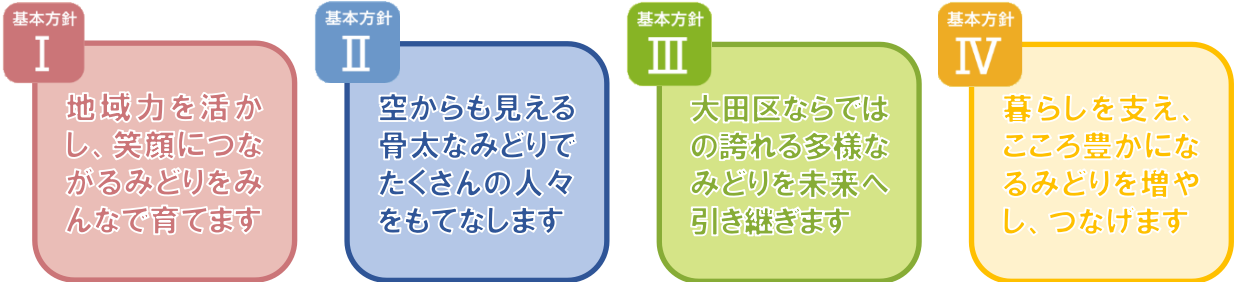 基本方針
Ⅰ
地域力を活か
し、笑顔につな
がるみどりをみ
んなで育てます
基本方針
Ⅱ
空からも見える
骨太なみどりで
たくさんの人々
をもてなします
基本方針
Ⅲ
大田区ならでは
の誇れる多様な
みどりを未来へ
引き継ぎます
基本方針
Ⅳ
暮らしを支え、
こころ豊かにな
るみどりを増や
し、つなげます